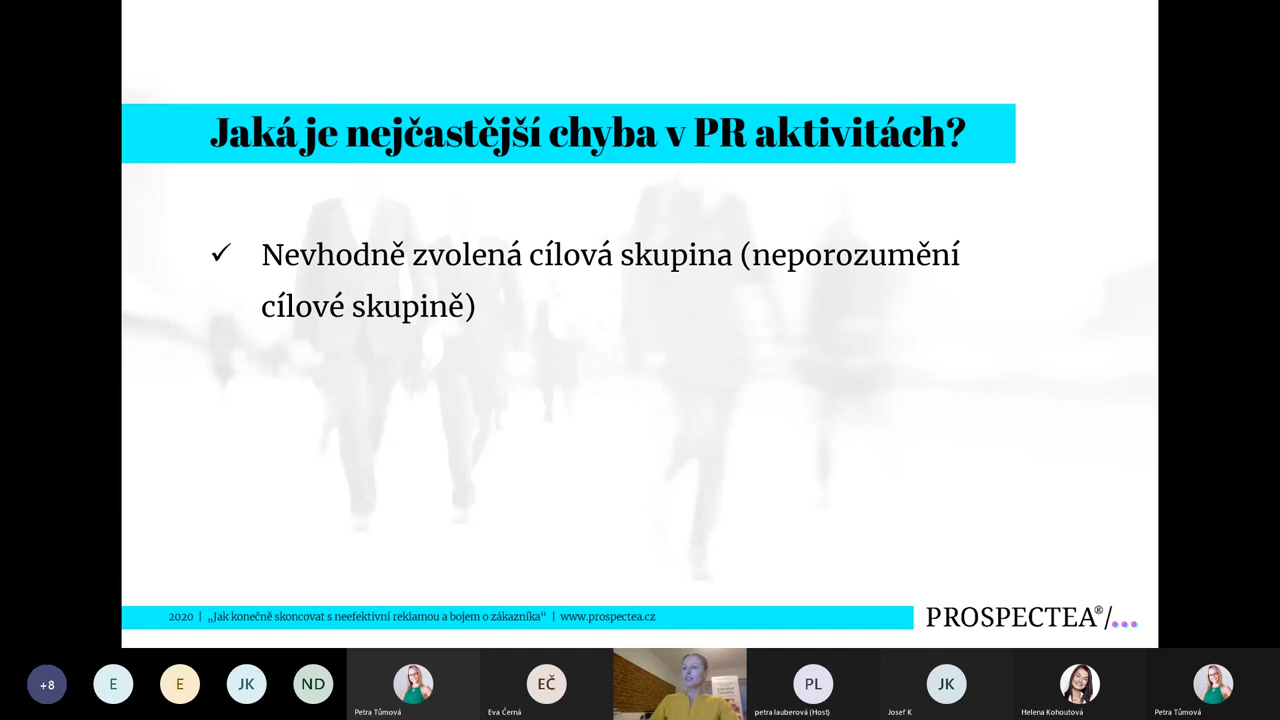 Jaká je nejčastější chyba v PR aktivitách?
✓ Nevhodně zvolená cílová skupina (neporozumění
cílové skupině)
2020 | „Jak konečně skoncovat s neefektivní reklamou a bojem o zákazníka“ | www.prospectea.cz
PROSPECTEA®/...
+8
E
E
JK
ND
Petra Tůmová
EČ
Eva Černá
PL
petra lauberová (Host)
JK
Josef K
Helena Kohoutová
Petra Tůmová